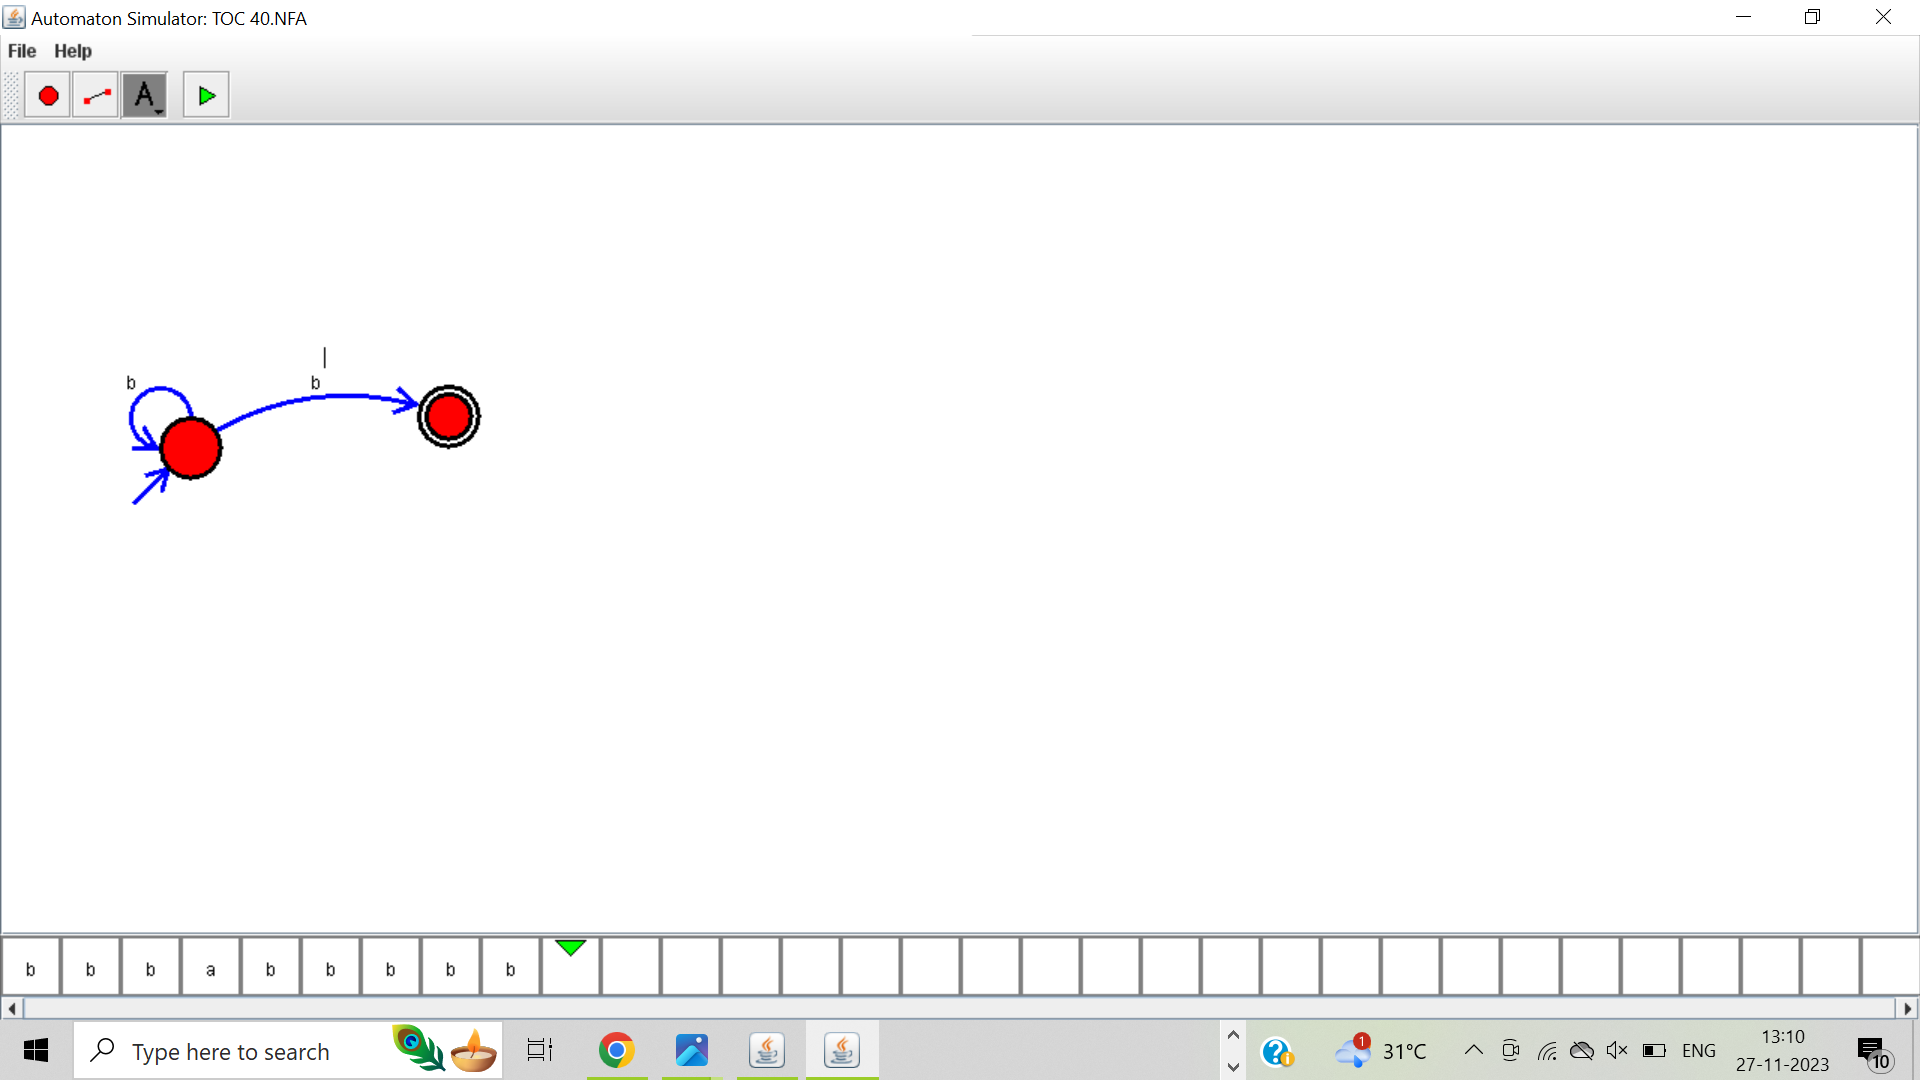 Automaton Simulator: TOC 40.NFA
File Help
A
b
b
b b b a b b b b b
Type here to search
1
31°C
ENG
13:10
27-11-2023
10